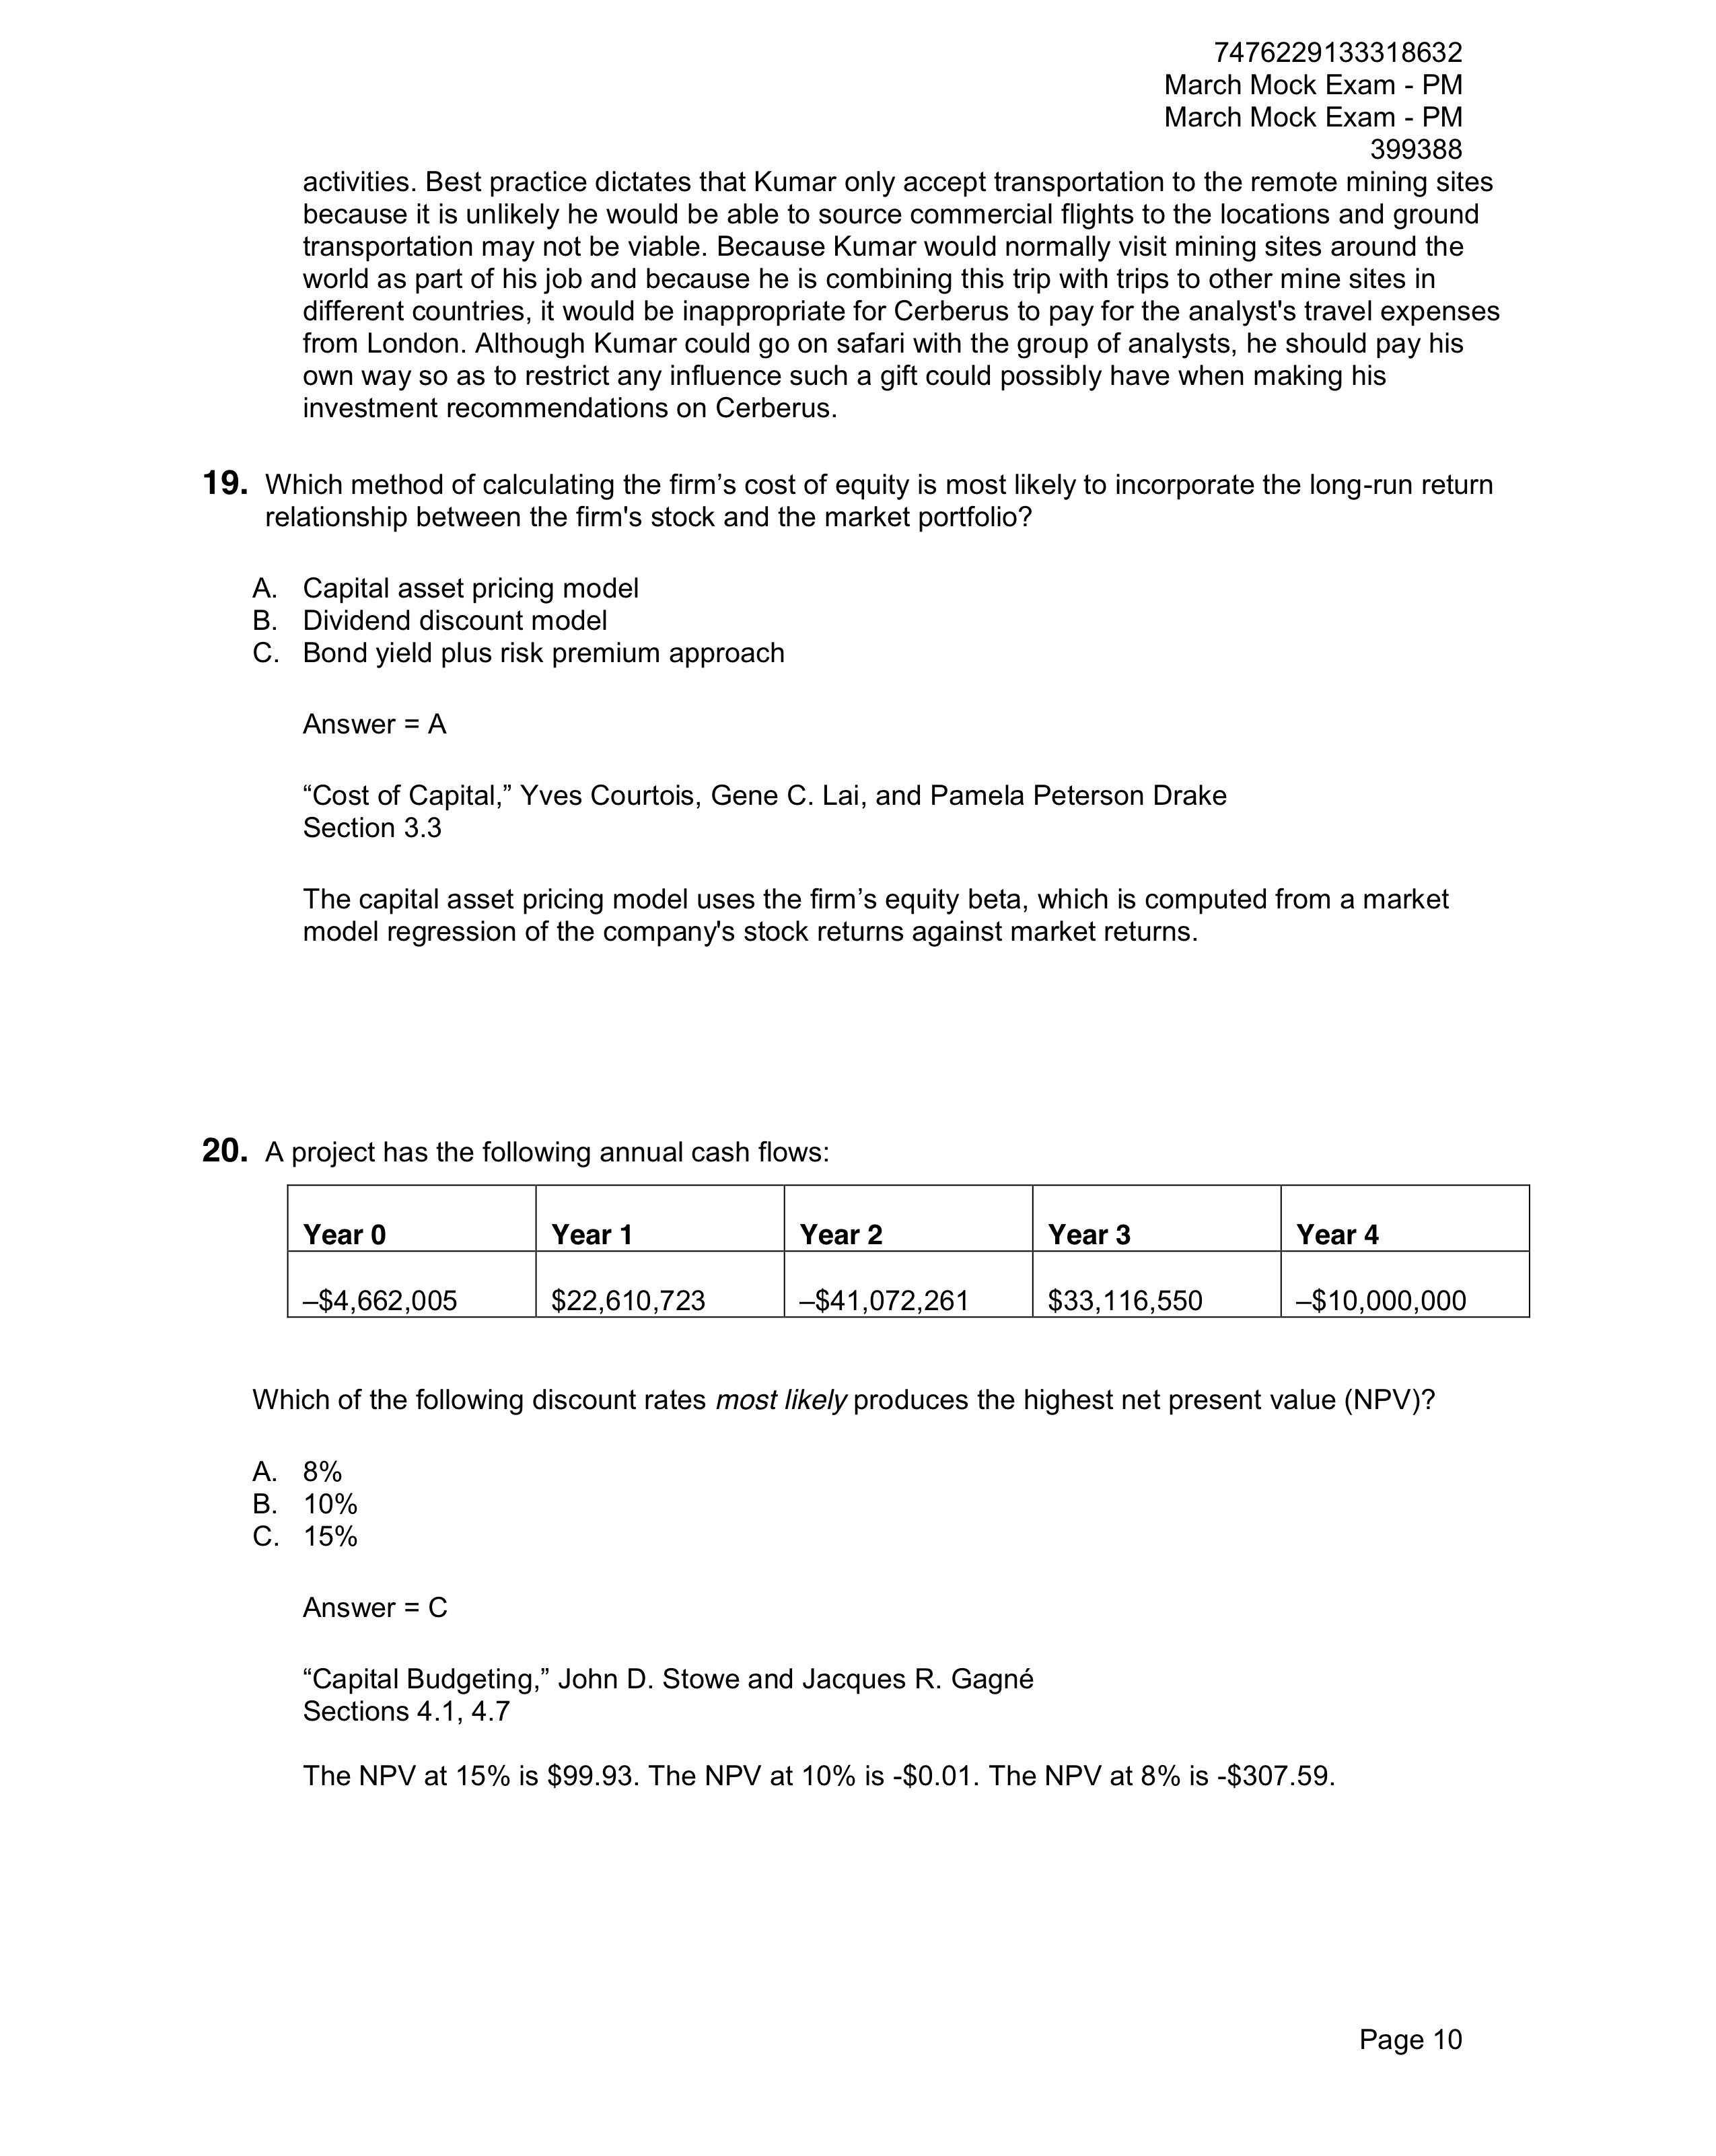 7476229133318632
March Mock Exam - PM
March Mock Exam - PM
399388
activities. Best practice dictates that Kumar only accept transportation to the remote mining sites
because it is unlikely he would be able to source commercial flights to the locations and ground
transportation may not be viable. Because Kumar would normally visit mining sites around the
world as part of his job and because he is combining this trip with trips to other mine sites in
different countries, it would be inappropriate for Cerberus to pay for the analyst's travel expenses
from London. Although Kumar could go on safari with the group of analysts, he should pay his
own way so as to restrict any influence such a gift could possibly have when making his
investment recommendations on Cerberus.
19. Which method of calculating the firm’s cost of equity is most likely to incorporate the long-run return
relationship between the firm's stock and the market portfolio?
A. Capital asset pricing model
B. Dividend discount model
C. Bond yield plus risk premium approach
Answer = A
“Cost of Capital,” Yves Courtois, Gene C. Lai, and Pamela Peterson Drake
Section 3.3
The capital asset pricing model uses the firm’s equity beta, which is computed from a market
model regression of the company's stock returns against market returns.
20. A project has the following annual cash flows:
Year 0 Year 1 Year 2 Year 3 Year 4
–$4,662,005 $22,610,723 –$41,072,261 $33,116,550 –$10,000,000
Which of the following discount rates most likely produces the highest net present value (NPV)?
A. 8%
B. 10%
C. 15%
Answer = C
“Capital Budgeting,” John D. Stowe and Jacques R. Gagné
Sections 4.1, 4.7
The NPV at 15% is $99.93. The NPV at 10% is -$0.01. The NPV at 8% is -$307.59.
Page 10